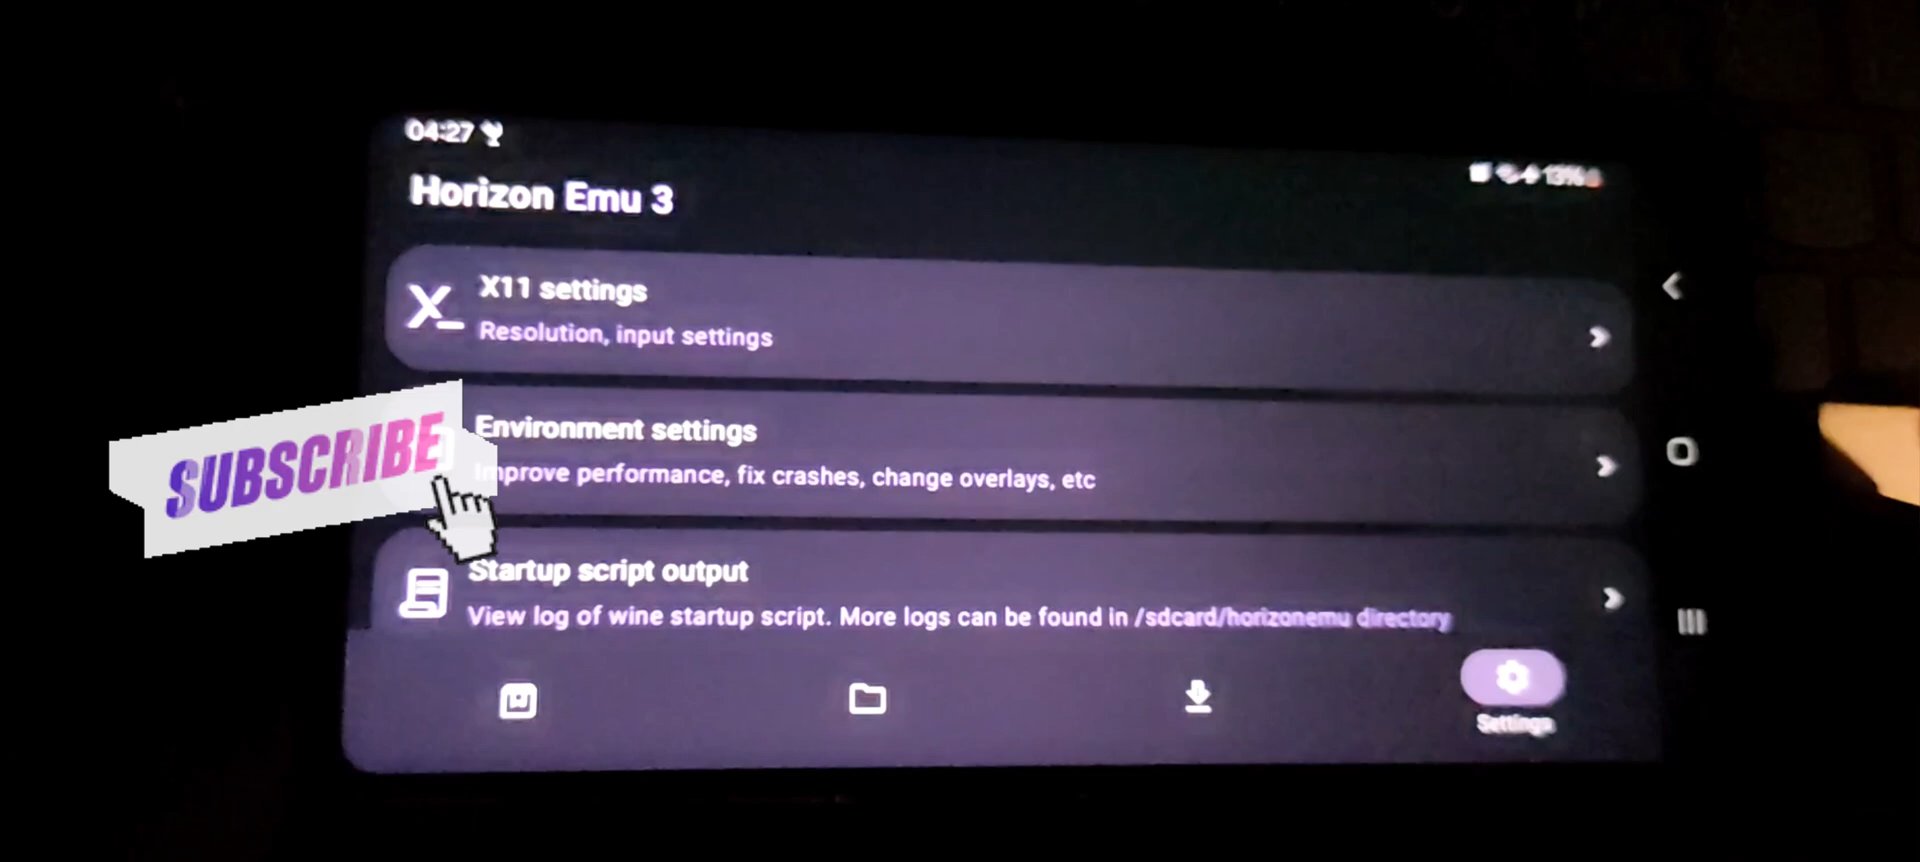 04:27
13%
Horizon Emu 3
X11 settings
Resolution, input settings
SUBSCRIBE
Environment settings
Improve performance, fix crashes, change overlays, etc
Startup script output
View log of wine startup script. More logs can be found in /sdcard/horizonemu directory
Settings